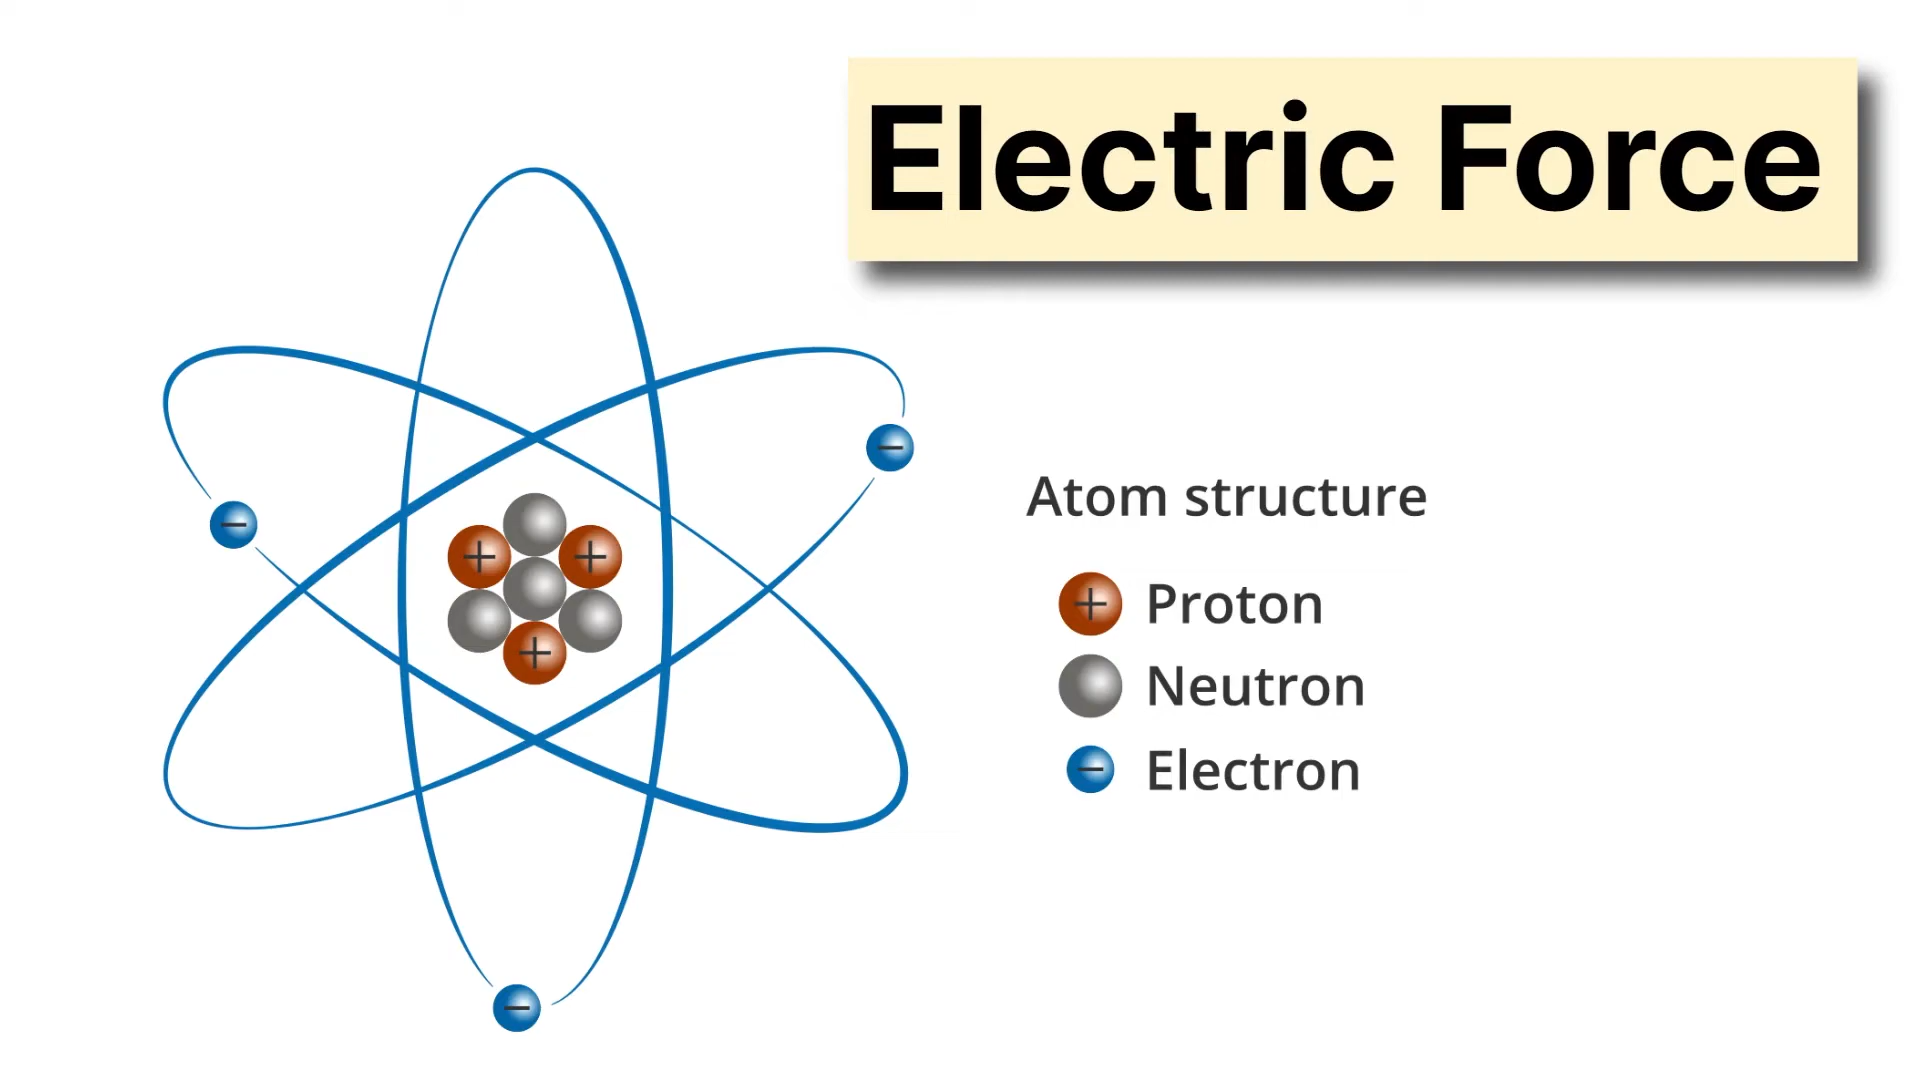 Electric Force
Atom structure
+ Proton
Neutron
− Electron
−
−
+ +
+
−